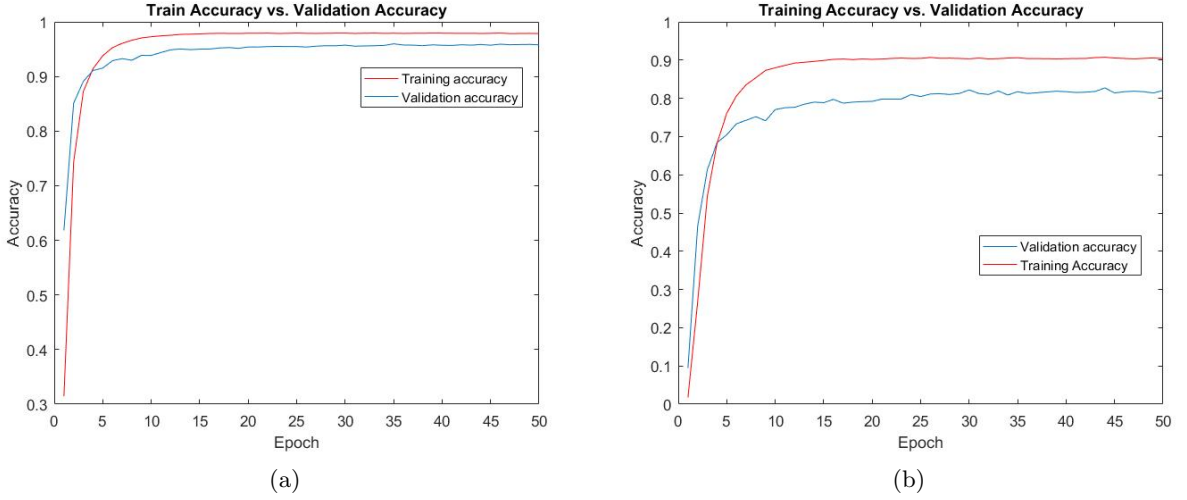 Train Accuracy vs. Validation Accuracy
1
0.9
0.8
0.7
0.6
0.5
0.4
0.3
Accuracy
Training accuracy
Validation accuracy
0 5 10 15 20 25 30 35 40 45 50
Epoch
(a)
Training Accuracy vs. Validation Accuracy
1
0.9
0.8
0.7
0.6
0.5
0.4
0.3
0.2
0.1
0
Accuracy
Validation accuracy
Training Accuracy
0 5 10 15 20 25 30 35 40 45 50
Epoch
(b)